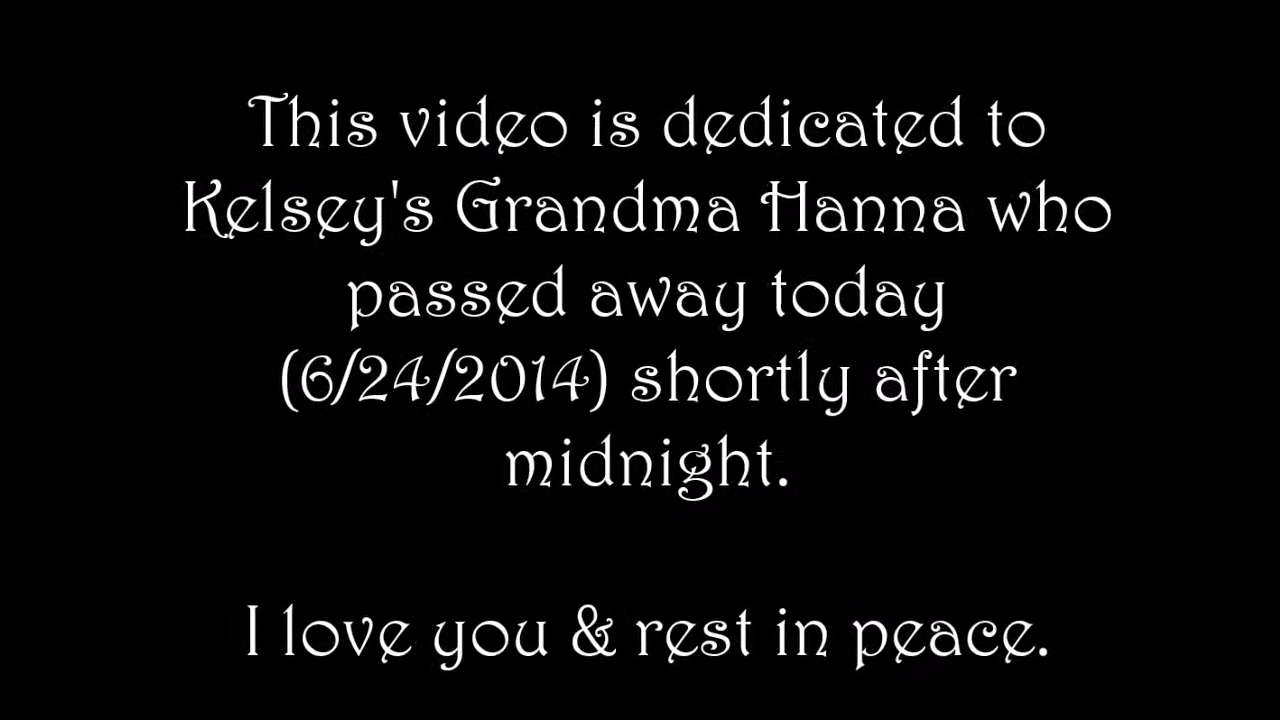 This video is dedicated to
Kelsey's Grandma Hanna who
passed away today
(6/24/2014) shortly after
midnight.
I love you & rest in peace.